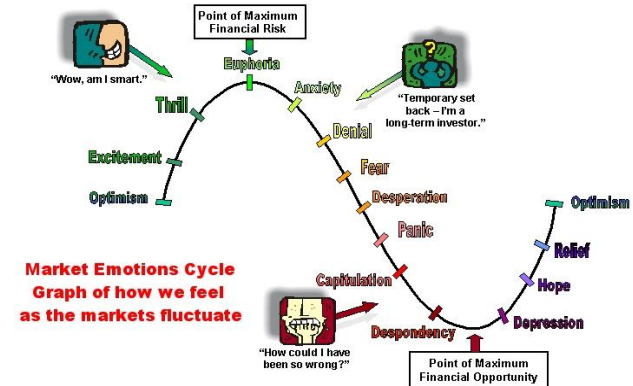 Point of Maximum
Financial Risk
Euphoria
"Wow, am I smart."
Anxiety
"Temporary set
back – I'm a
long-term investor."
Thrill
Denial
Excitement
Fear
Optimism
Desperation
Optimism
Panic
Relief
Market Emotions Cycle
Graph of how we feel
as the markets fluctuate
Capitulation
Hope
Despondency
Depression
"How could I have
been so wrong?"
Point of Maximum
Financial Opportunity
?